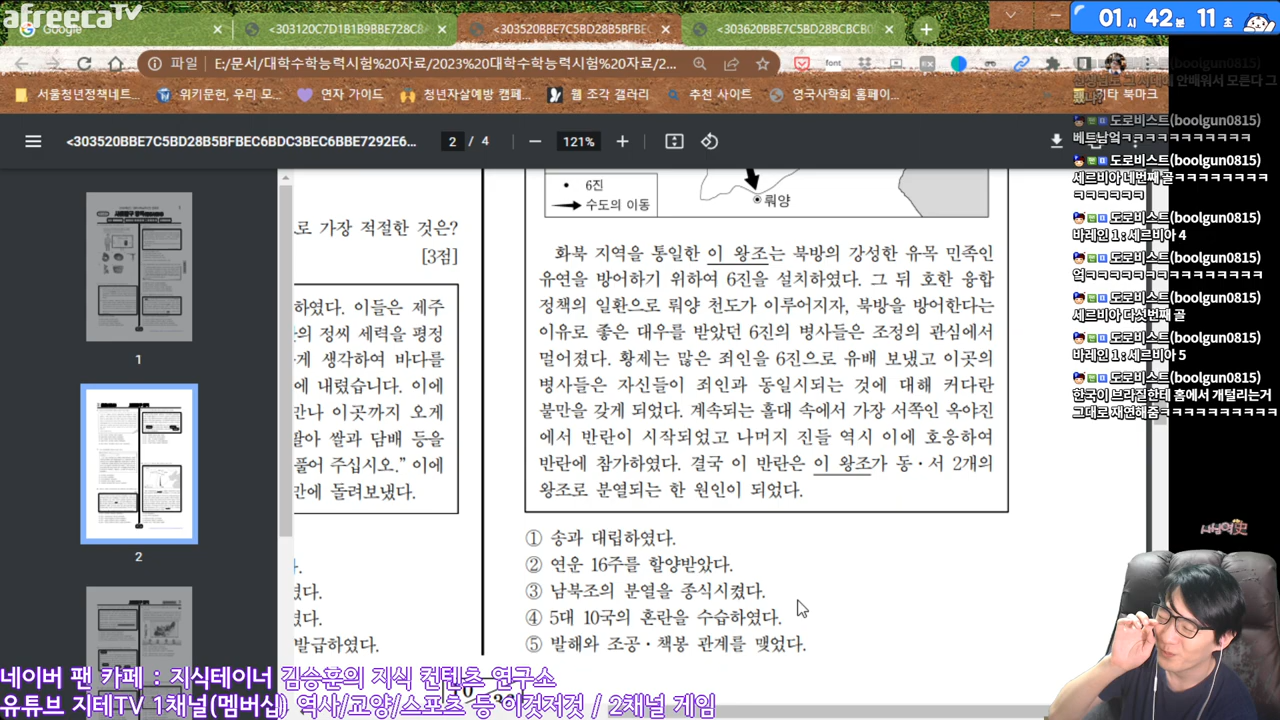 afreecaTV
Google
<303120C7D1B1B9BBE728C8
<303520BBE7C5BD28B5BFBE
<303620BBE7C5BD28BCBCB0
01 시 42 분 11 초
파일 E:/문서/대학수학능력시험%20자료/2023%20대학수학능력시험%20자료/2...
서울청년정책네트...
위키문헌, 우리 모...
연자 가이드
청년자살예방 캠페...
웹 조각 갤러리
추천 사이트
영국사학회 홈페이...
기타 북마크
<303520BBE7C5BD28B5BFBEC6BDC3BEC6BBE7292E6...
2 / 4
121%
1
2
로 가장 적절한 것은?
[3점]
하였다. 이들은 제주
의 정씨 세력을 평정
게 생각하여 바다를
에 내렸습니다. 이에
만나 이곳까지 오게
팔아 쌀과 담배 등을
풀어 주십시오.” 이에
만에 돌려보냈다.
였다.
였다.
발급하였다.
6진
수도의 이동
뤄양
화북 지역을 통일한 이 왕조는 북방의 강성한 유목 민족인
유연을 방어하기 위하여 6진을 설치하였다. 그 뒤 호한 융합
정책의 일환으로 뤄양 천도가 이루어지자, 북방을 방어한다는
이유로 좋은 대우를 받았던 6진의 병사들은 조정의 관심에서
멀어졌다. 황제는 많은 죄인을 6진으로 유배 보냈고 이곳의
병사들은 자신들이 죄인과 동일시되는 것에 대해 커다란
불만을 갖게 되었다. 계속되는 홀대 속에서 가장 서쪽인 옥야진
에서 반란이 시작되었고 나머지 진들 역시 이에 호응하여
반란에 참가하였다. 결국 이 반란은 이 왕조가 동·서 2개의
왕조로 분열되는 한 원인이 되었다.
① 송과 대립하였다.
② 연운 16주를 할양받았다.
③ 남북조의 분열을 종식시켰다.
④ 5대 10국의 혼란을 수습하였다.
⑤ 발해와 조공·책봉 관계를 맺었다.
도로비스트(boolgun0815)
베트남엌ㅋㅋㅋㅋㅋㅋㅋㅋㅋㅋ
도로비스트(boolgun0815)
세르비아 네번째 골ㅋㅋㅋㅋㅋㅋㅋㅋ
ㅋㅋㅋㅋㅋㅋ
도로비스트(boolgun0815)
바레인 1 : 세르비아 4
도로비스트(boolgun0815)
엌ㅋㅋㅋㅋㅋㅋㅋㅋㅋㅋㅋㅋㅋㅋ
도로비스트(boolgun0815)
세르비아 다섯번째 골
도로비스트(boolgun0815)
바레인 1 : 세르비아 5
도로비스트(boolgun0815)
한국이 브라질한테 홈에서 개털리는거
그대로 재연해줌ㅋㅋㅋㅋㅋㅋㅋㅋㅋ
네이버 팬 카페 : 지식테이너 김승훈의 지식 컨텐츠 연구소
유튜브 지테TV 1채널(멤버십) 역사/교양/스포츠 등 이것저것 / 2채널 게임